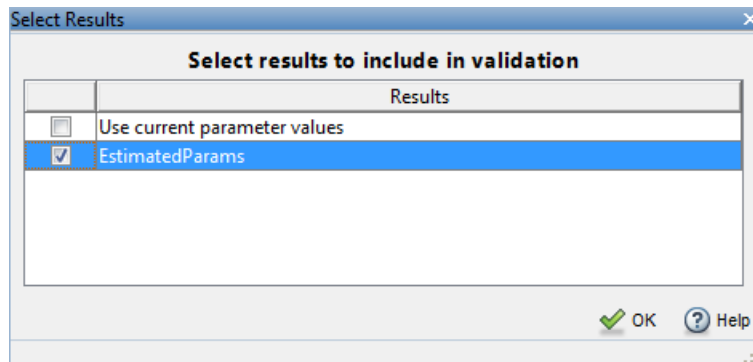 Select Results
Select results to include in validation
Results
Use current parameter values
EstimatedParams
OK Help